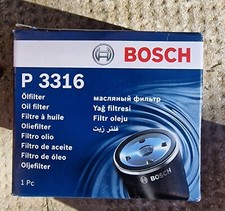 BOSCH
P 3316
Ölfilter
Oil filter
Filtre à huile
Oliefilter
Filtro olio
Filtro de aceite
Filtro de óleo
Oljefilter
масляный фильтр
Yağ filtresi
Filtr oleju
فلتر زيت
1 Pc
BOSCH